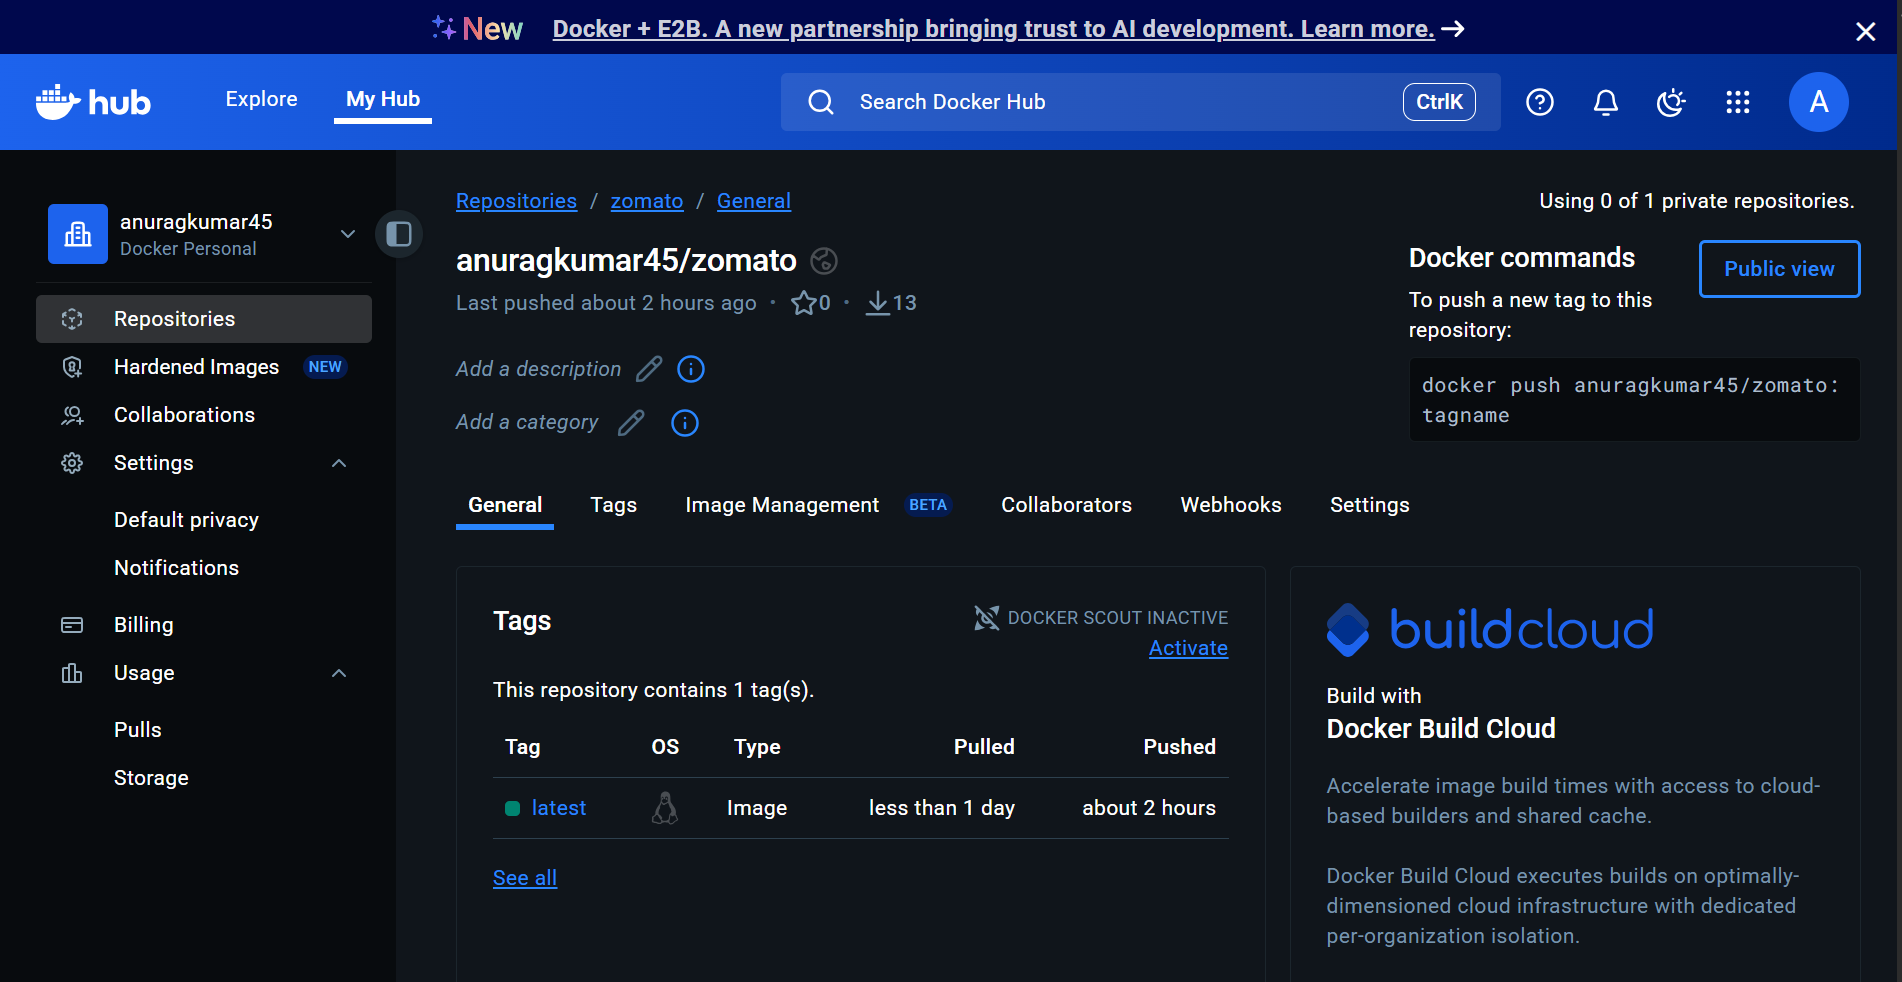 New Docker + E2B. A new partnership bringing trust to AI development. Learn more.
hub Explore My Hub Search Docker Hub CtrlK A
anuragkumar45
Docker Personal
Repositories
Hardened Images NEW
Collaborations
Settings
Default privacy
Notifications
Billing
Usage
Pulls
Storage
Repositories / zomato / General
Using 0 of 1 private repositories.
anuragkumar45/zomato
Last pushed about 2 hours ago · 0 · 13
Add a description
Add a category
Docker commands
Public view
To push a new tag to this
repository:
docker push anuragkumar45/zomato:
tagname
General Tags Image Management BETA Collaborators Webhooks Settings
Tags
DOCKER SCOUT INACTIVE
Activate
This repository contains 1 tag(s).
Tag OS Type Pulled Pushed
latest Image less than 1 day about 2 hours
See all
buildcloud
Build with
Docker Build Cloud
Accelerate image build times with access to cloud-
based builders and shared cache.
Docker Build Cloud executes builds on optimally-
dimensioned cloud infrastructure with dedicated
per-organization isolation.